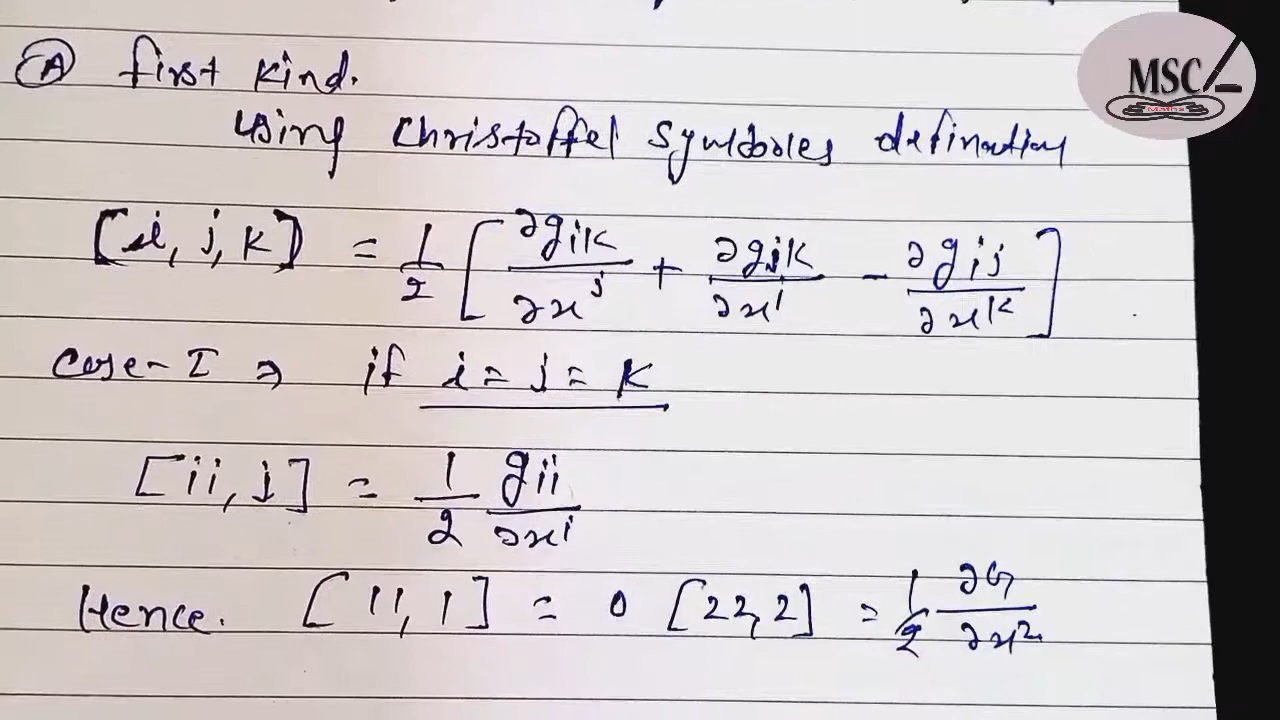 MSC
Maths
(A) first kind.
using Christoffel Symboles defination
[i, j, k] = 1/2 [ ∂gik/∂x^j + ∂gjk/∂x^i - ∂gij/∂x^k ]
Case-I ⇒ if i = j = k
[ii, j] = 1/2 gii/∂x^i
Hence. [11, 1] = 0 [22, 2] = 1/2 ∂G/∂x^2